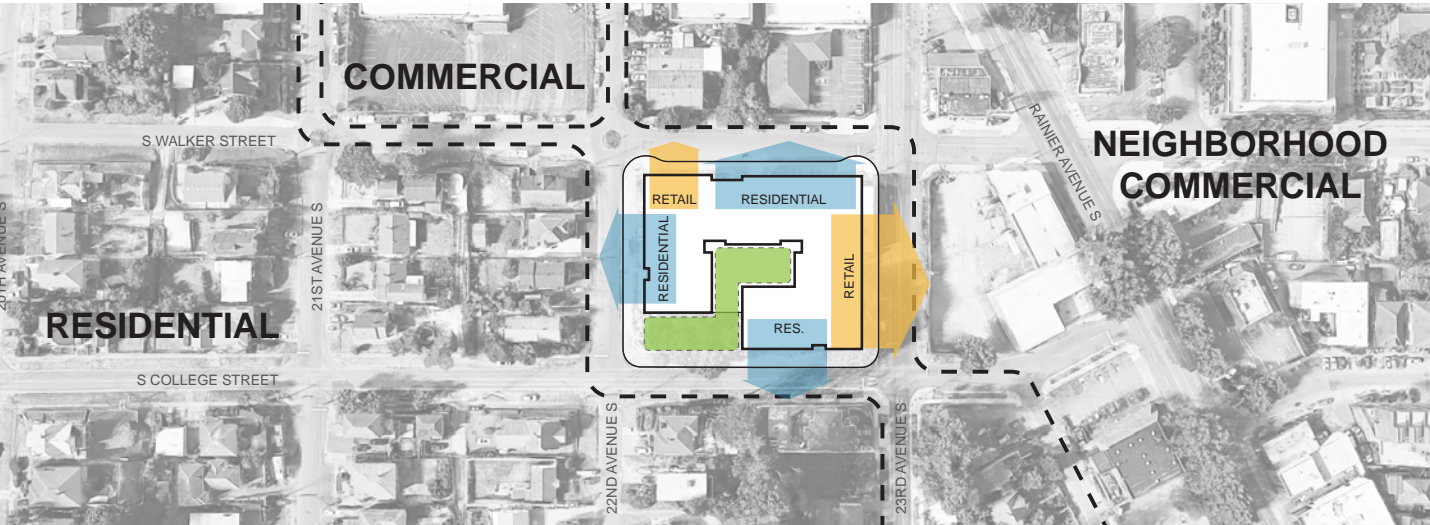 COMMERCIAL
S WALKER STREET
RAINIER AVENUE S
NEIGHBORHOOD
COMMERCIAL
RETAIL
RESIDENTIAL
RESIDENTIAL
RETAIL
20TH AVENUE S
21ST AVENUE S
RESIDENTIAL
RES.
S COLLEGE STREET
22ND AVENUE S
23RD AVENUE S